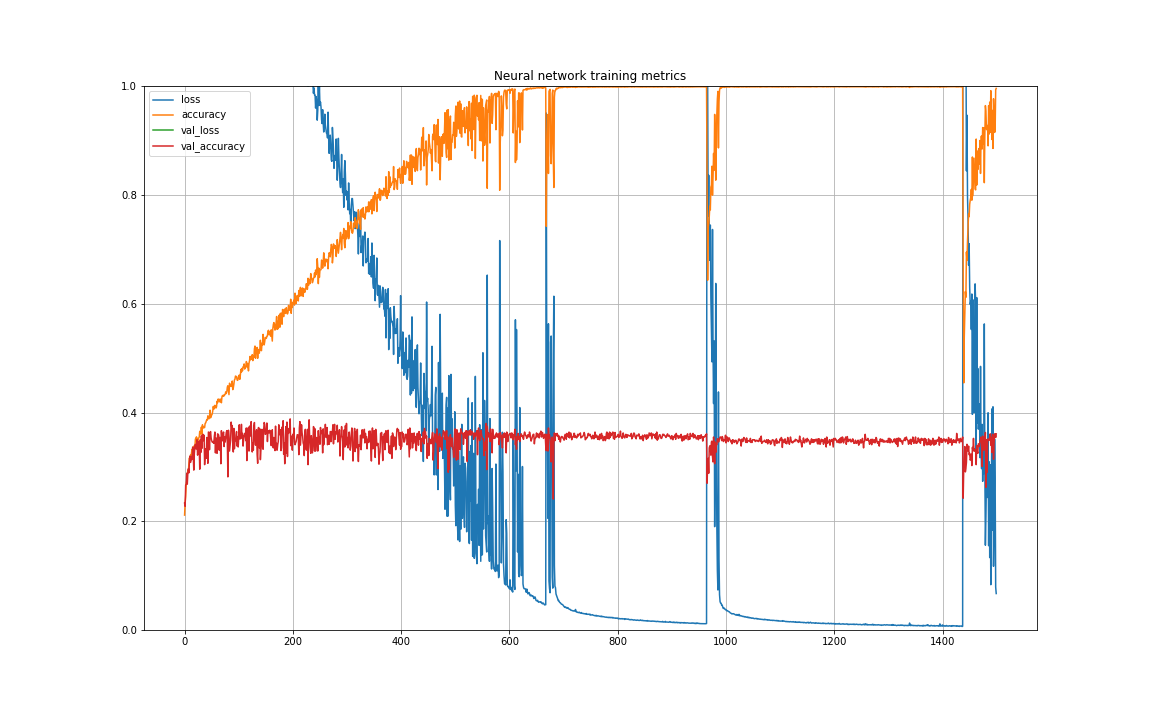 Neural network training metrics
1.0
loss
accuracy
val_loss
val_accuracy
0.8
0.6
0.4
0.2
0.0
0 200 400 600 800 1000 1200 1400